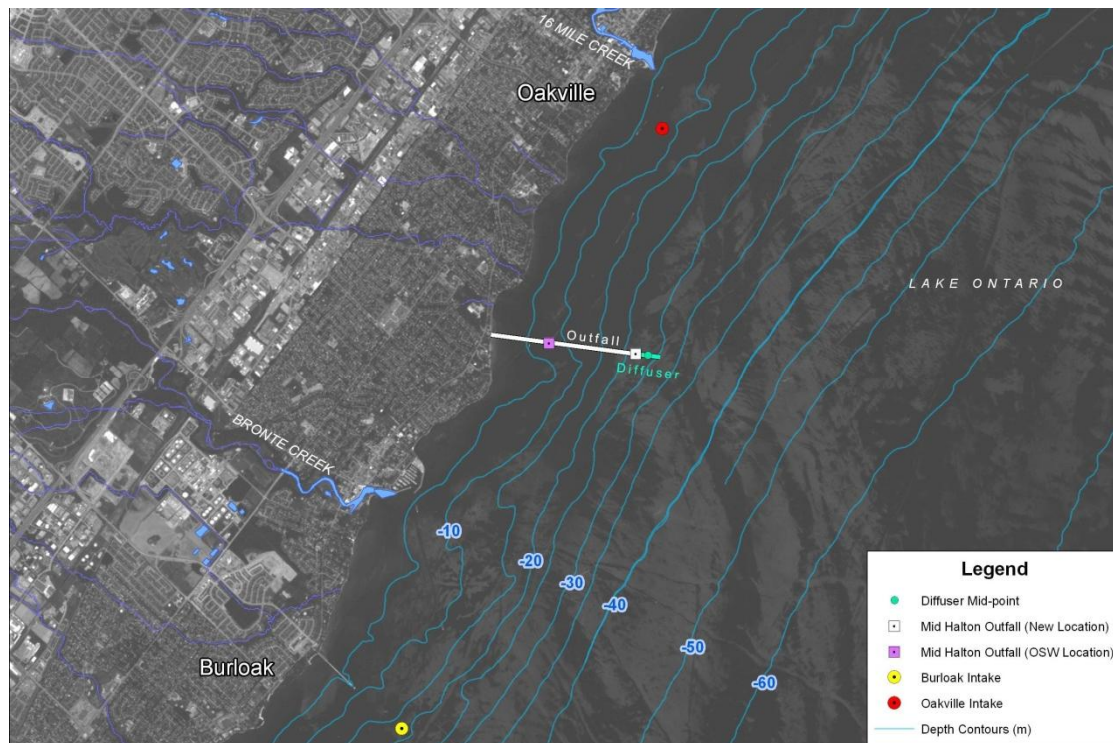 16 MILE CREEK
Oakville
LAKE ONTARIO
Outfall
Diffuser
BRONTE CREEK
-10
-20
-30
-40
-50
-60
Burloak
Legend
Diffuser Mid-point
Mid Halton Outfall (New Location)
Mid Halton Outfall (OSW Location)
Burloak Intake
Oakville Intake
Depth Contours (m)